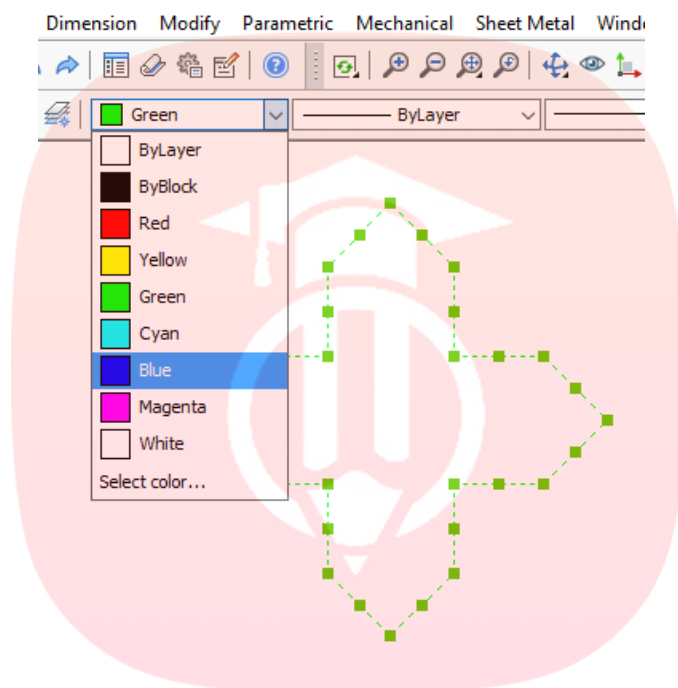 Dimension Modify Parametric Mechanical Sheet Metal
Green ByLayer
ByLayer
ByBlock
Red
Yellow
Green
Cyan
Blue
Magenta
White
Select color...